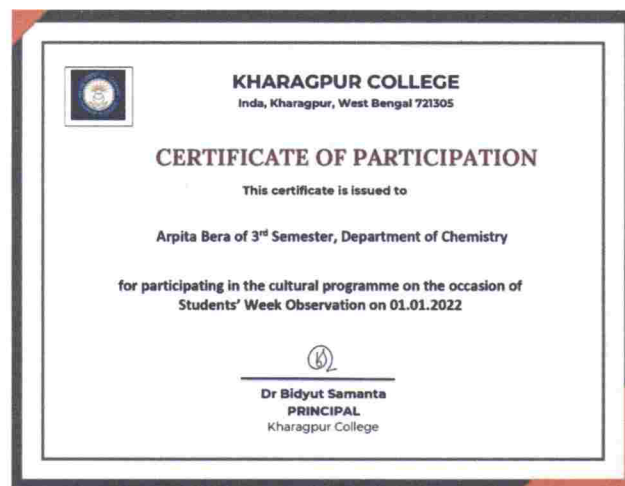 KHARAGPUR COLLEGE
Inda, Kharagpur, West Bengal 721305
CERTIFICATE OF PARTICIPATION
This certificate is issued to
Arpita Bera of 3rd Semester, Department of Chemistry
for participating in the cultural programme on the occasion of
Students' Week Observation on 01.01.2022
Dr Bidyut Samanta
PRINCIPAL
Kharagpur College